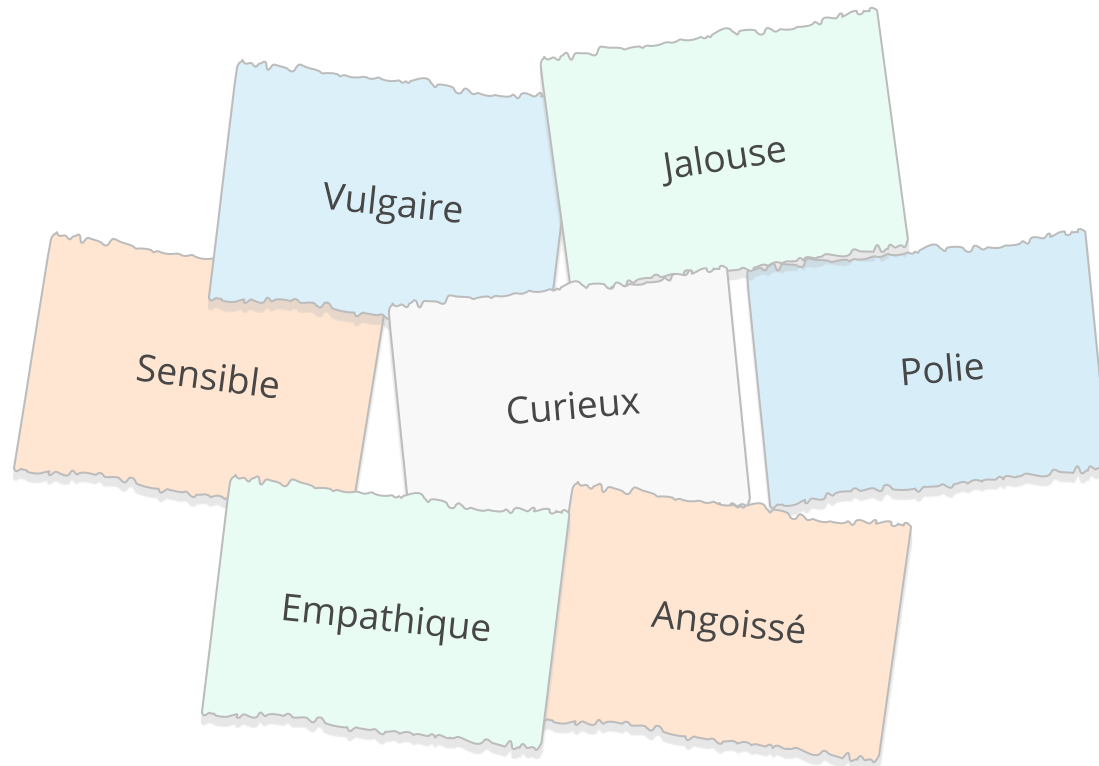 Vulgaire
Jalouse
Sensible
Curieux
Polie
Empathique
Angoissé